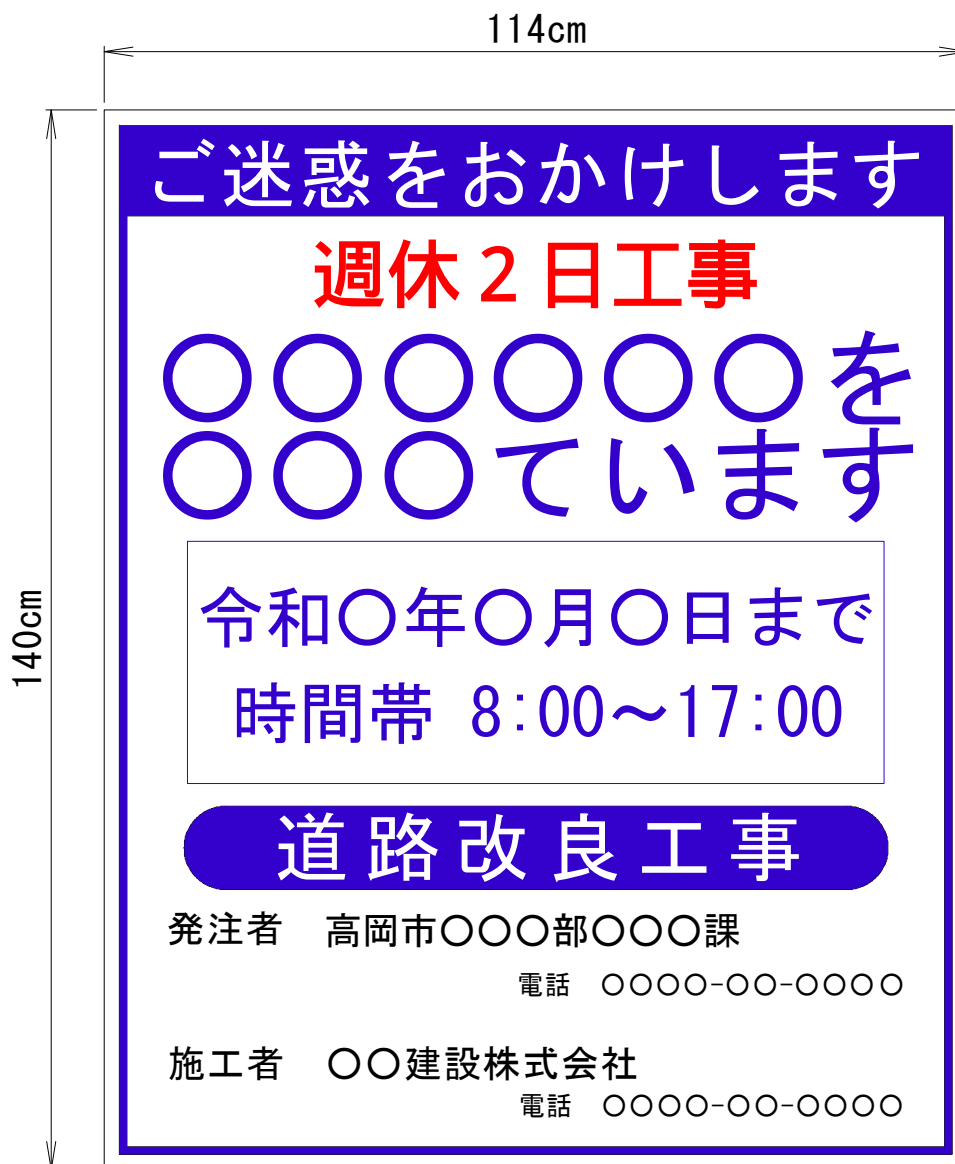 114cm
140cm
ご迷惑をおかけします
週休2日工事
〇〇〇〇〇〇を
〇〇〇ています
令和〇年〇月〇日まで
時間帯 8:00～17:00
道路改良工事
発注者 高岡市〇〇〇部〇〇〇課
電話 〇〇〇〇-〇〇-〇〇〇〇
施工者 〇〇建設株式会社
電話 〇〇〇〇-〇〇-〇〇〇〇